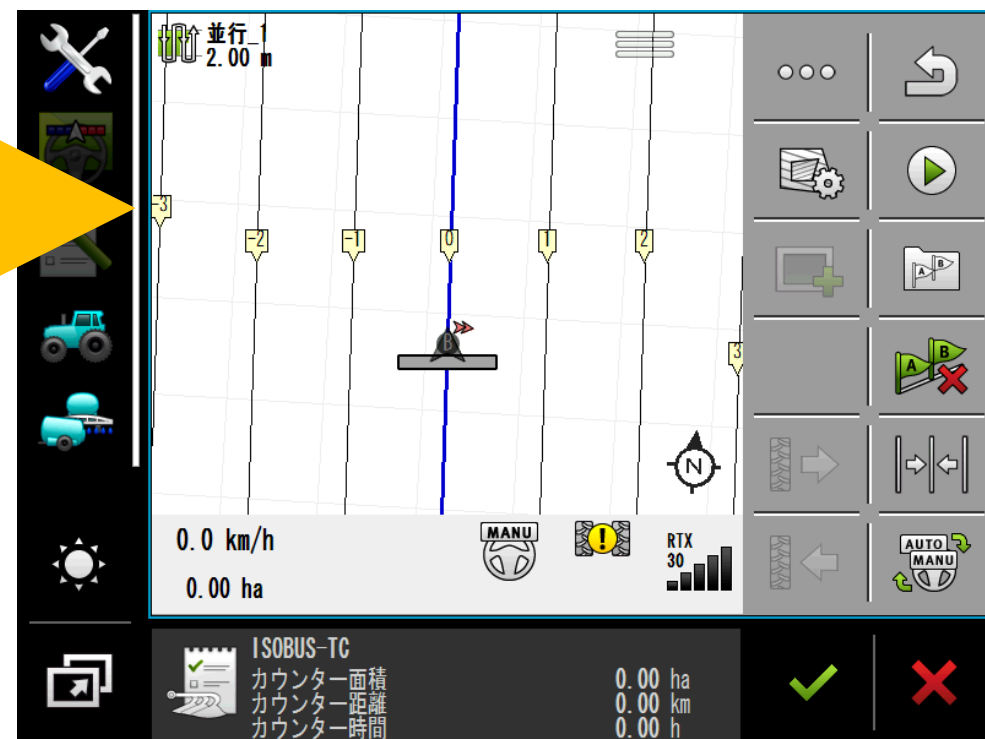 並行_1
2.00 m
-3
-2
-1
0
1
2
3
B
N
0.0 km/h
0.00 ha
MANU
!
RTX
30
A B
A B
AUTO
MANU
ISOBUS-TC
カウンター面積 0.00 ha
カウンター距離 0.00 km
カウンター時間 0.00 h